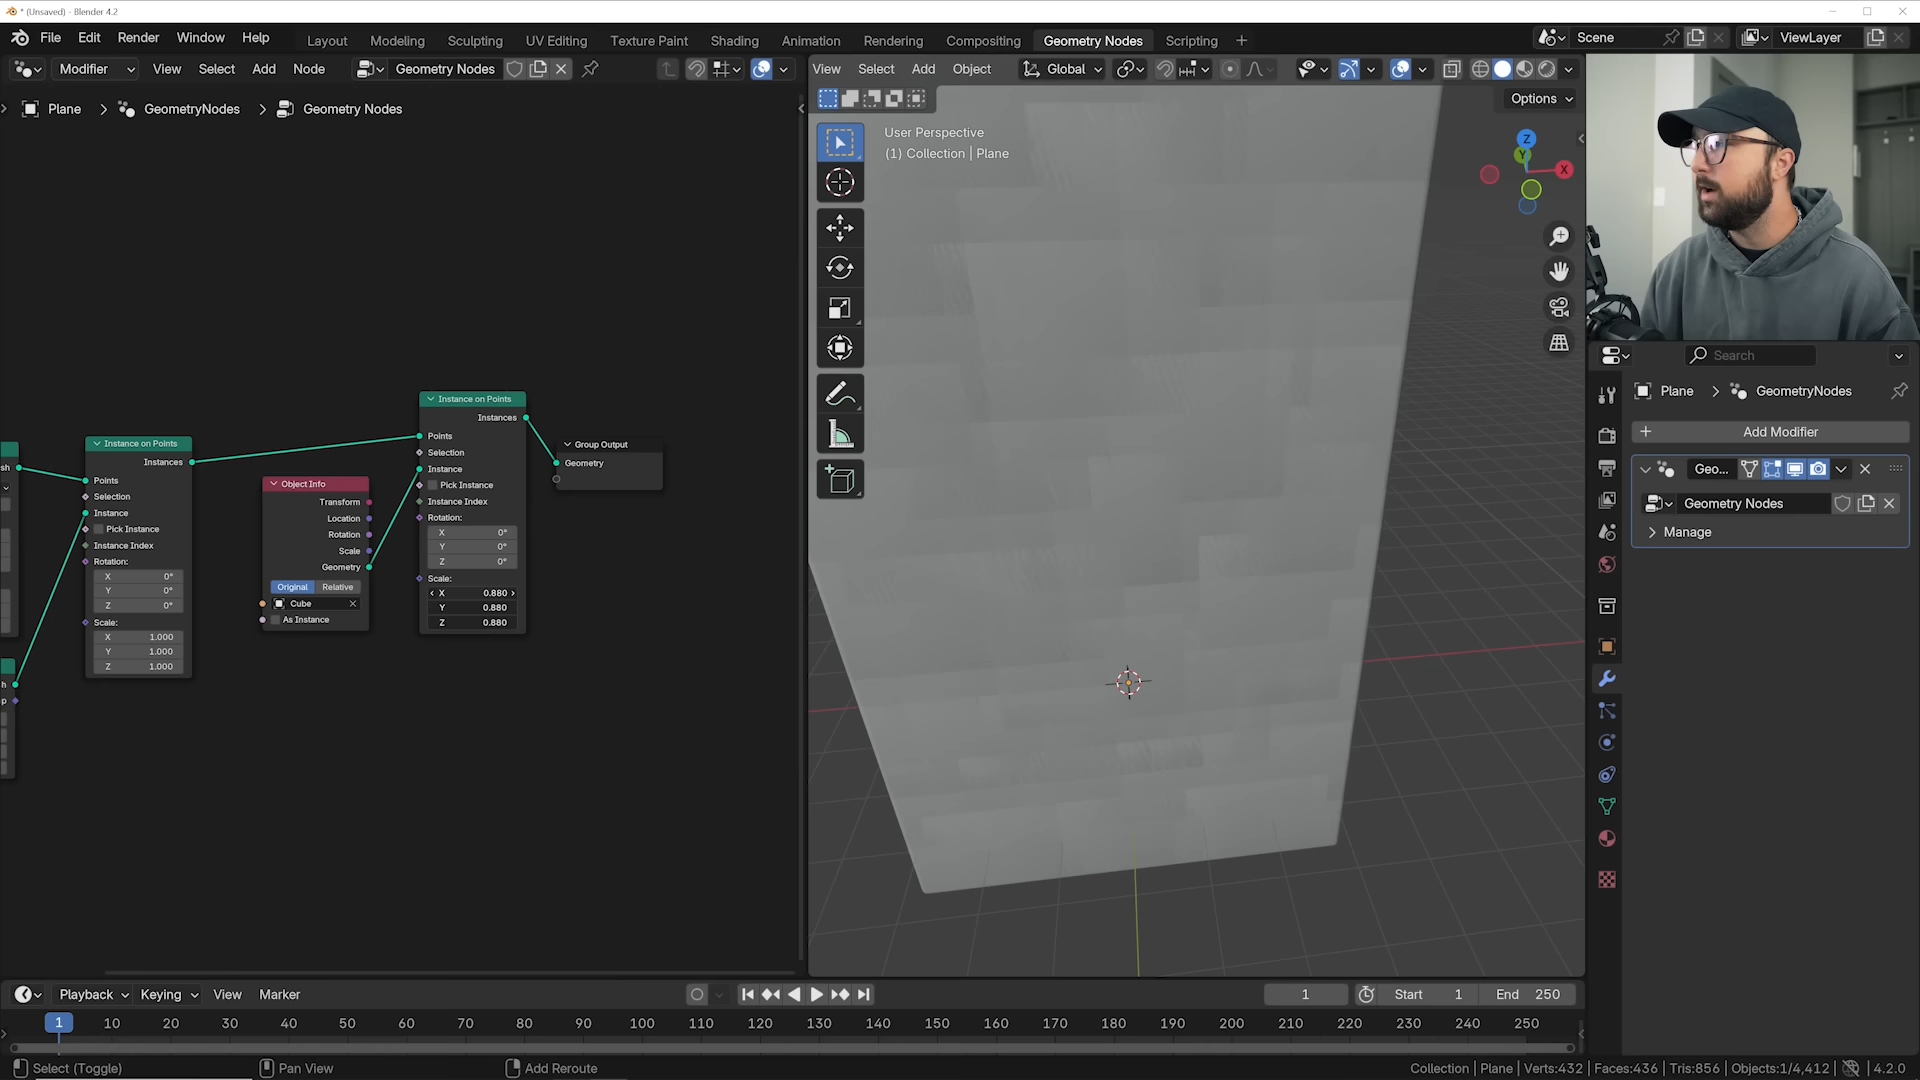 * (Unsaved) - Blender 4.2
File Edit Render Window Help
Layout Modeling Sculpting UV Editing Texture Paint Shading Animation Rendering Compositing Geometry Nodes Scripting +
Scene
ViewLayer
Modifier View Select Add Node Geometry Nodes
View Select Add Object Global
Plane > GeometryNodes > Geometry Nodes
Options
User Perspective
(1) Collection | Plane
Z
Y
X
Instance on Points
Instances
Points
Selection
Instance
Pick Instance
Instance Index
Rotation:
X 0°
Y 0°
Z 0°
Scale:
X 1.000
Y 1.000
Z 1.000
Object Info
Transform
Location
Rotation
Scale
Geometry
Original Relative
Cube
As Instance
Instance on Points
Instances
Points
Selection
Instance
Pick Instance
Instance Index
Rotation:
X 0°
Y 0°
Z 0°
Scale:
X 0.880
Y 0.880
Z 0.880
Group Output
Geometry
sh
h
p
Search
Plane > GeometryNodes
+ Add Modifier
Geo...
Geometry Nodes
Manage
Playback Keying View Marker
1 Start 1 End 250
1 10 20 30 40 50 60 70 80 90 100 110 120 130 140 150 160 170 180 190 200 210 220 230 240 250
Select (Toggle) Pan View Add Reroute
Collection | Plane | Verts:432 | Faces:436 | Tris:856 | Objects:1/4,412 | 4.2.0